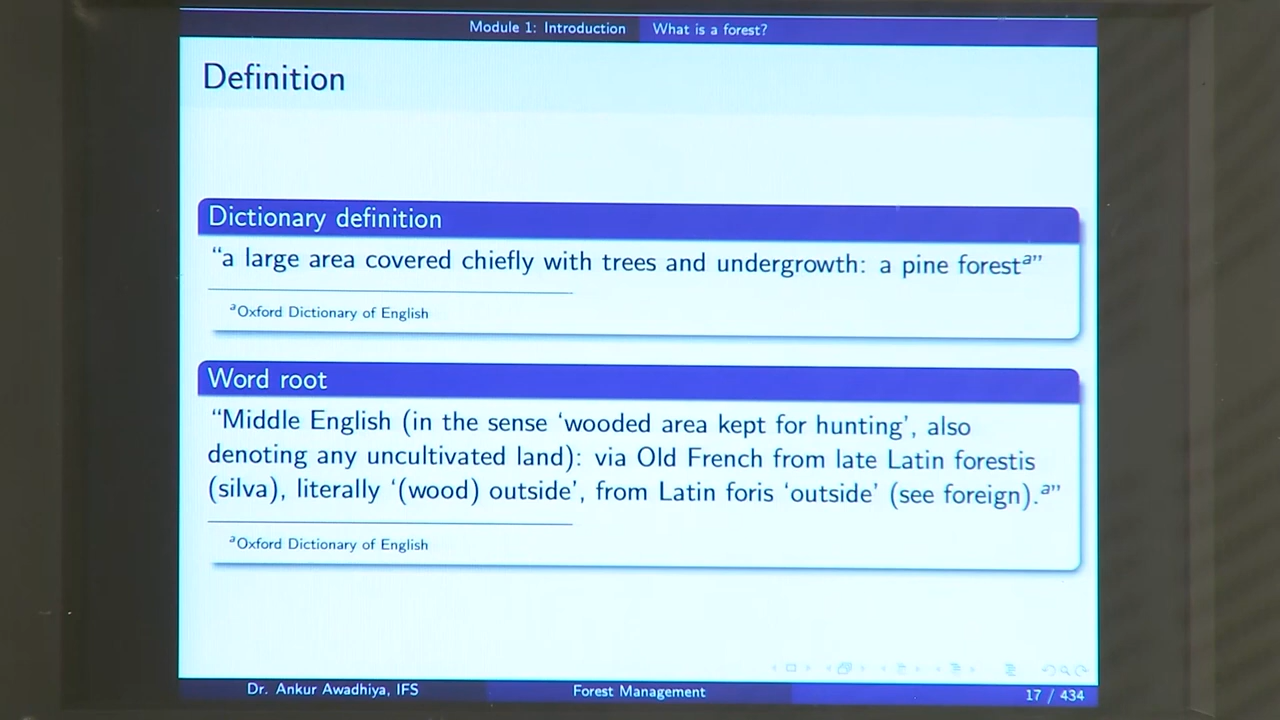 Module 1: Introduction What is a forest?
Definition
Dictionary definition
“a large area covered chiefly with trees and undergrowth: a pine forestᵃ”
ᵃOxford Dictionary of English
Word root
“Middle English (in the sense ‘wooded area kept for hunting’, also
denoting any uncultivated land): via Old French from late Latin forestis
(silva), literally ‘(wood) outside’, from Latin foris ‘outside’ (see foreign).ᵃ”
ᵃOxford Dictionary of English
Dr. Ankur Awadhiya, IFS Forest Management 17 / 434